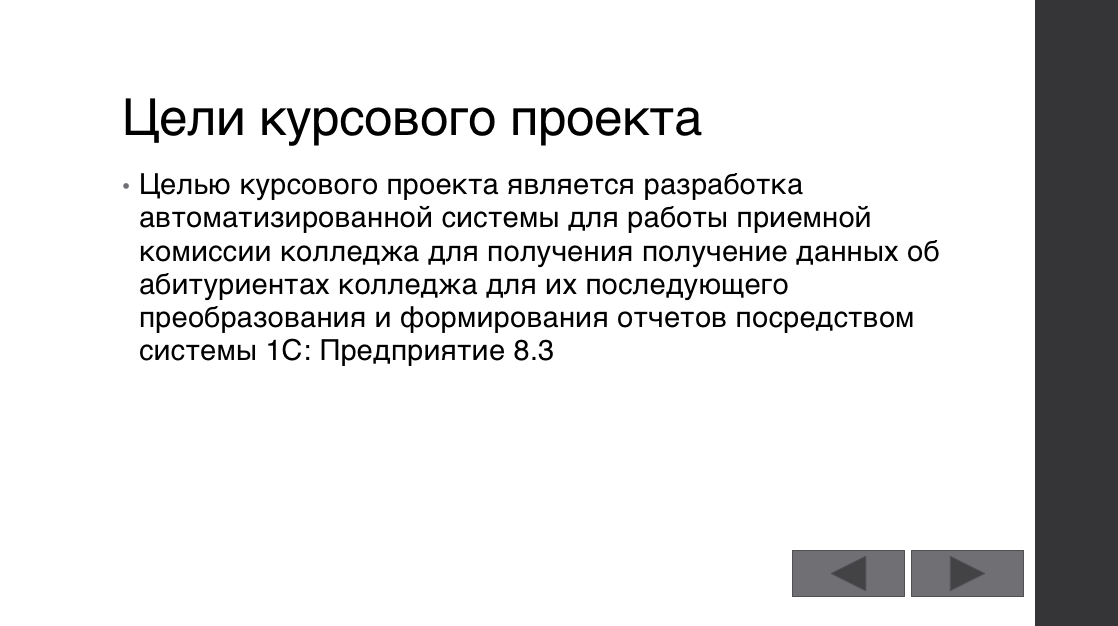 Цели курсового проекта
• Целью курсового проекта является разработка
автоматизированной системы для работы приемной
комиссии колледжа для получения получение данных об
абитуриентах колледжа для их последующего
преобразования и формирования отчетов посредством
системы 1С: Предприятие 8.3